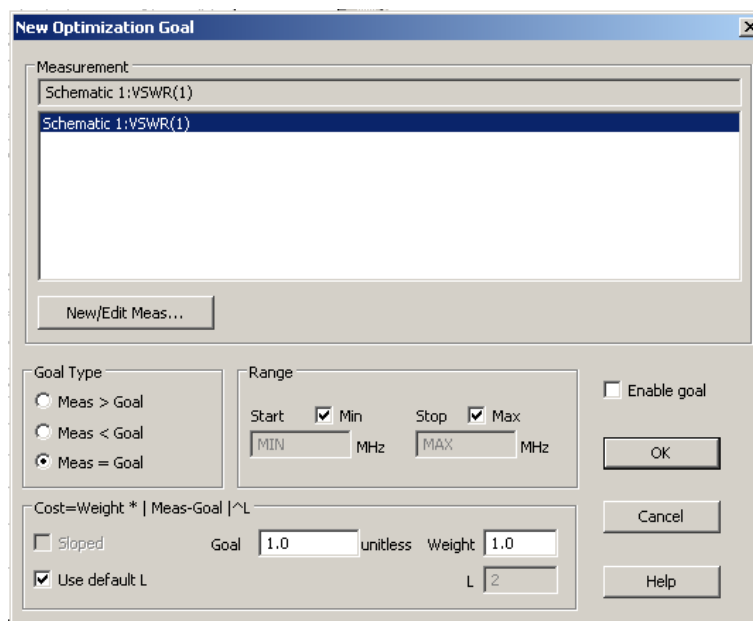 New Optimization Goal
Measurement
Schematic 1:VSWR(1)
Schematic 1:VSWR(1)
New/Edit Meas...
Goal Type
Meas > Goal
Meas < Goal
Meas = Goal
Range
Start Min Stop Max
MIN MHz MAX MHz
Enable goal
OK
Cost=Weight * | Meas-Goal |^L
Sloped Goal 1.0 unitless Weight 1.0
Use default L L 2
Cancel
Help